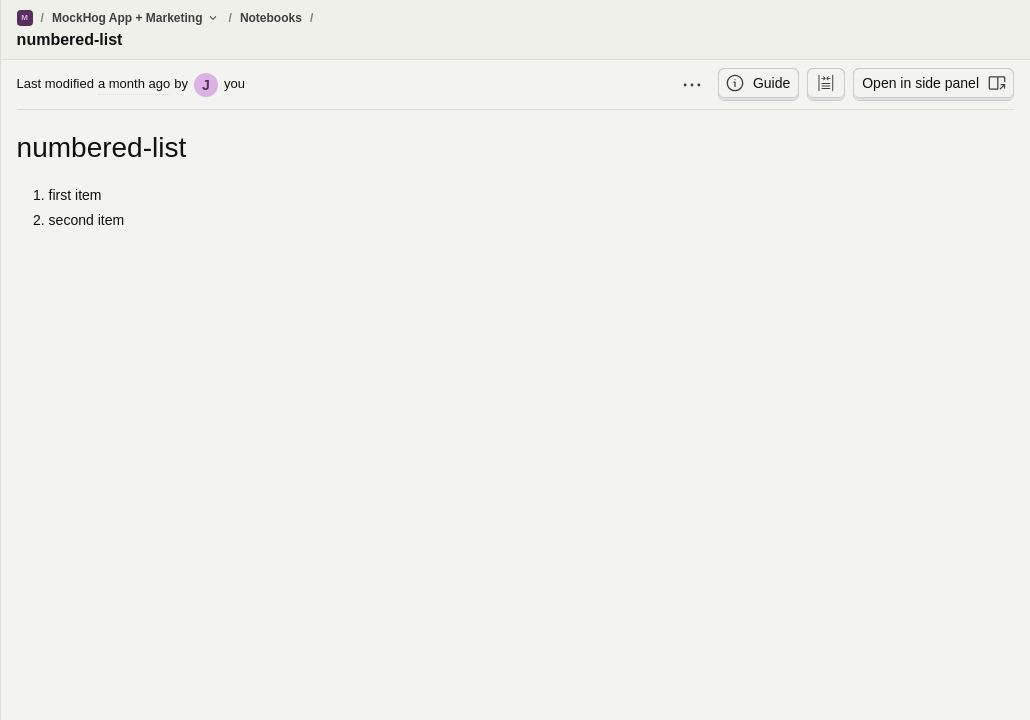 M / MockHog App + Marketing / Notebooks /
numbered-list
Last modified a month ago by J you
Guide
Open in side panel
numbered-list
1. first item
2. second item